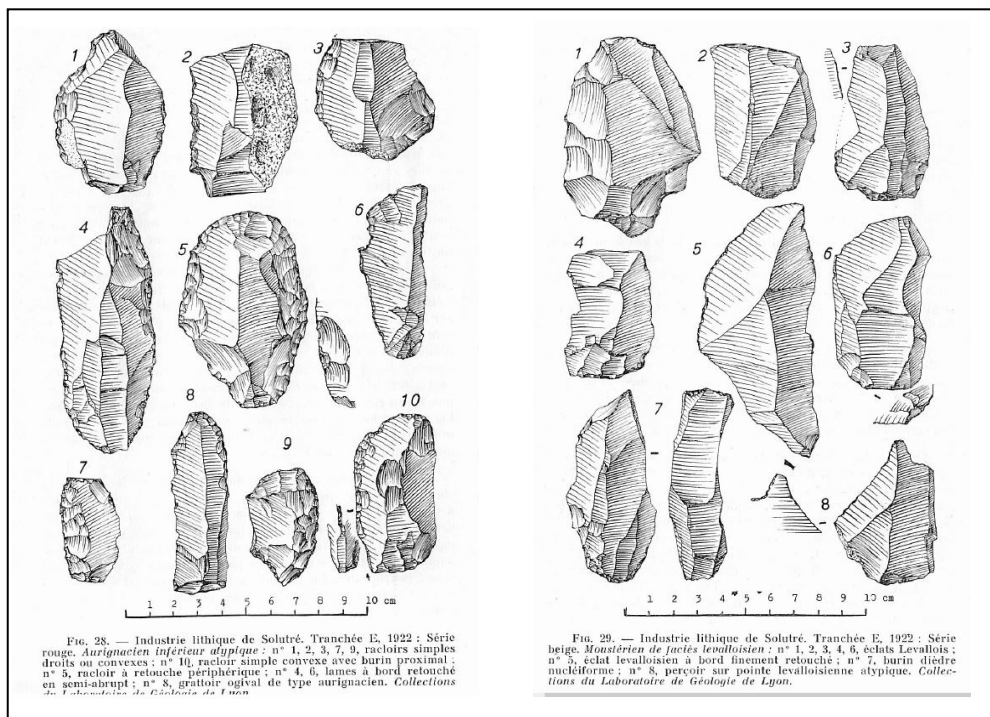 1
2
3
4
5
6
7
8
9
10
1 2 3 4 5 6 7 8 9 10 cm
FIG. 28. — Industrie lithique de Solutré. Tranchée E, 1922 : Série
rouge. Aurignacien inférieur atypique : n° 1, 2, 3, 7, 9, racloirs simples
droits ou convexes ; n° 10, racloir simple convexe avec burin proximal ;
n° 5, racloir à retouche périphérique ; n° 4, 6, lames à bord retouché
en semi-abrupt ; n° 8, grattoir ogival de type aurignacien. Collections
du Laboratoire de Géologie de Lyon.
1
2
3
4
5
6
7
8
1 2 3 4 5 6 7 8 9 10 cm
FIG. 29. — Industrie lithique de Solutré. Tranchée E, 1922 : Série
beige. Moustérien de faciès levalloisien : n° 1, 2, 3, 4, 6, éclats Levallois ;
n° 5, éclat levalloisien à bord finement retouché ; n° 7, burin dièdre
nucléiforme ; n° 8, perçoir sur pointe levalloisienne atypique. Collec-
tions du Laboratoire de Géologie de Lyon.